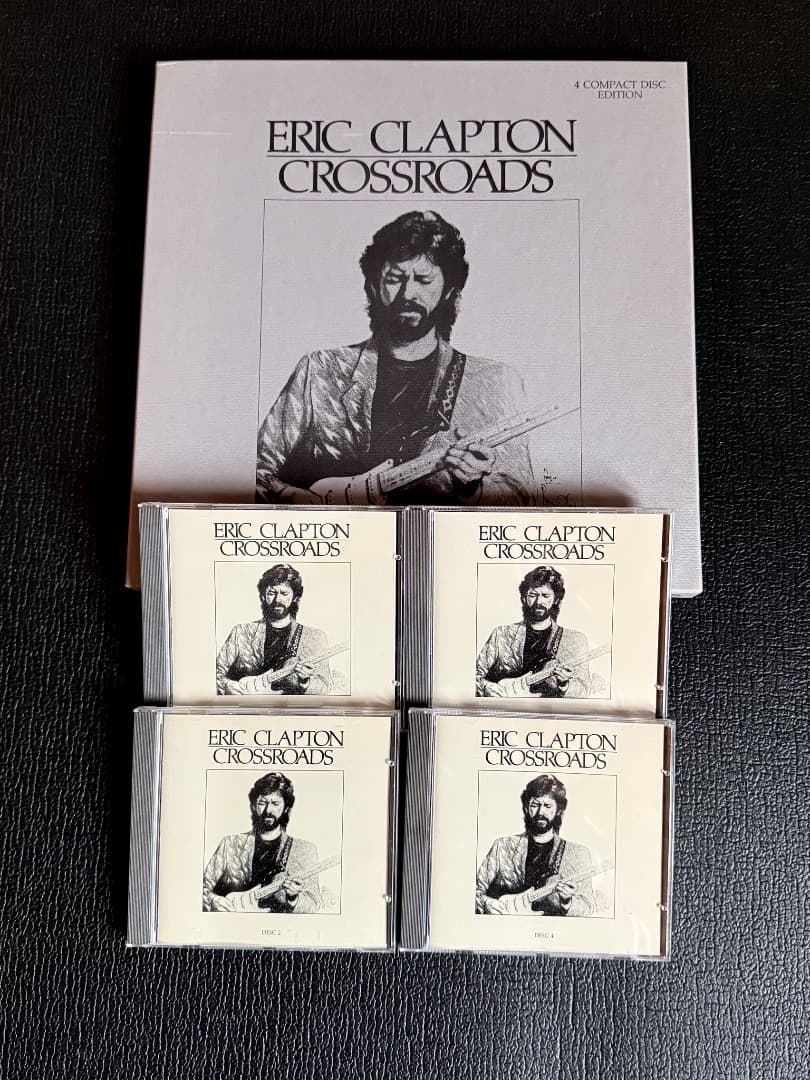 4 COMPACT DISC
EDITION
ERIC CLAPTON
CROSSROADS
ERIC CLAPTON
CROSSROADS
ERIC CLAPTON
CROSSROADS
ERIC CLAPTON
CROSSROADS
DISC 2
ERIC CLAPTON
CROSSROADS
DISC 4